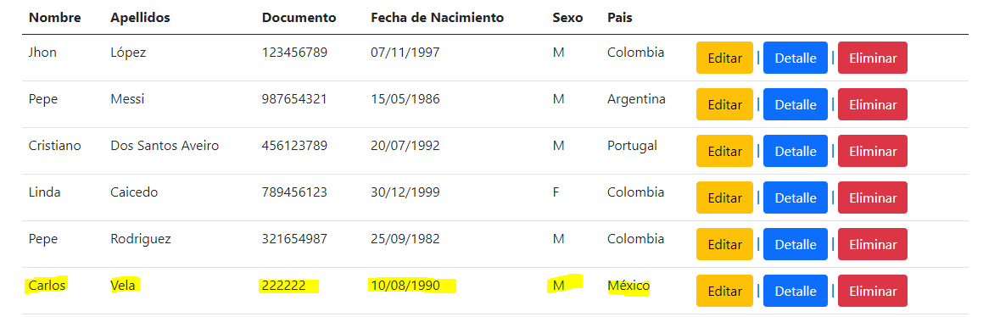 Nombre Apellidos Documento Fecha de Nacimiento Sexo Pais
Jhon López 123456789 07/11/1997 M Colombia Editar | Detalle | Eliminar
Pepe Messi 987654321 15/05/1986 M Argentina Editar | Detalle | Eliminar
Cristiano Dos Santos Aveiro 456123789 20/07/1992 M Portugal Editar | Detalle | Eliminar
Linda Caicedo 789456123 30/12/1999 F Colombia Editar | Detalle | Eliminar
Pepe Rodriguez 321654987 25/09/1982 M Colombia Editar | Detalle | Eliminar
Carlos Vela 222222 10/08/1990 M México Editar | Detalle | Eliminar